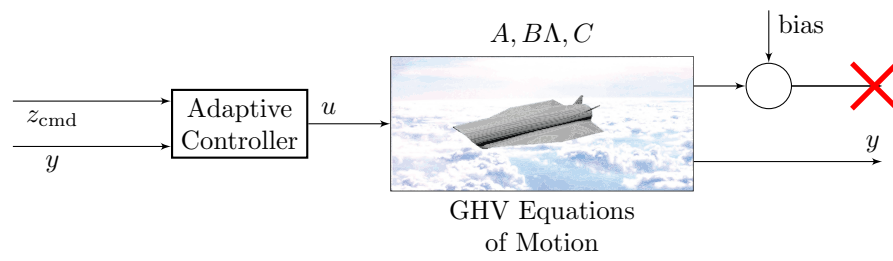 A, BΛ, C
bias
z_cmd
y
Adaptive
Controller
u
y
GHV Equations
of Motion